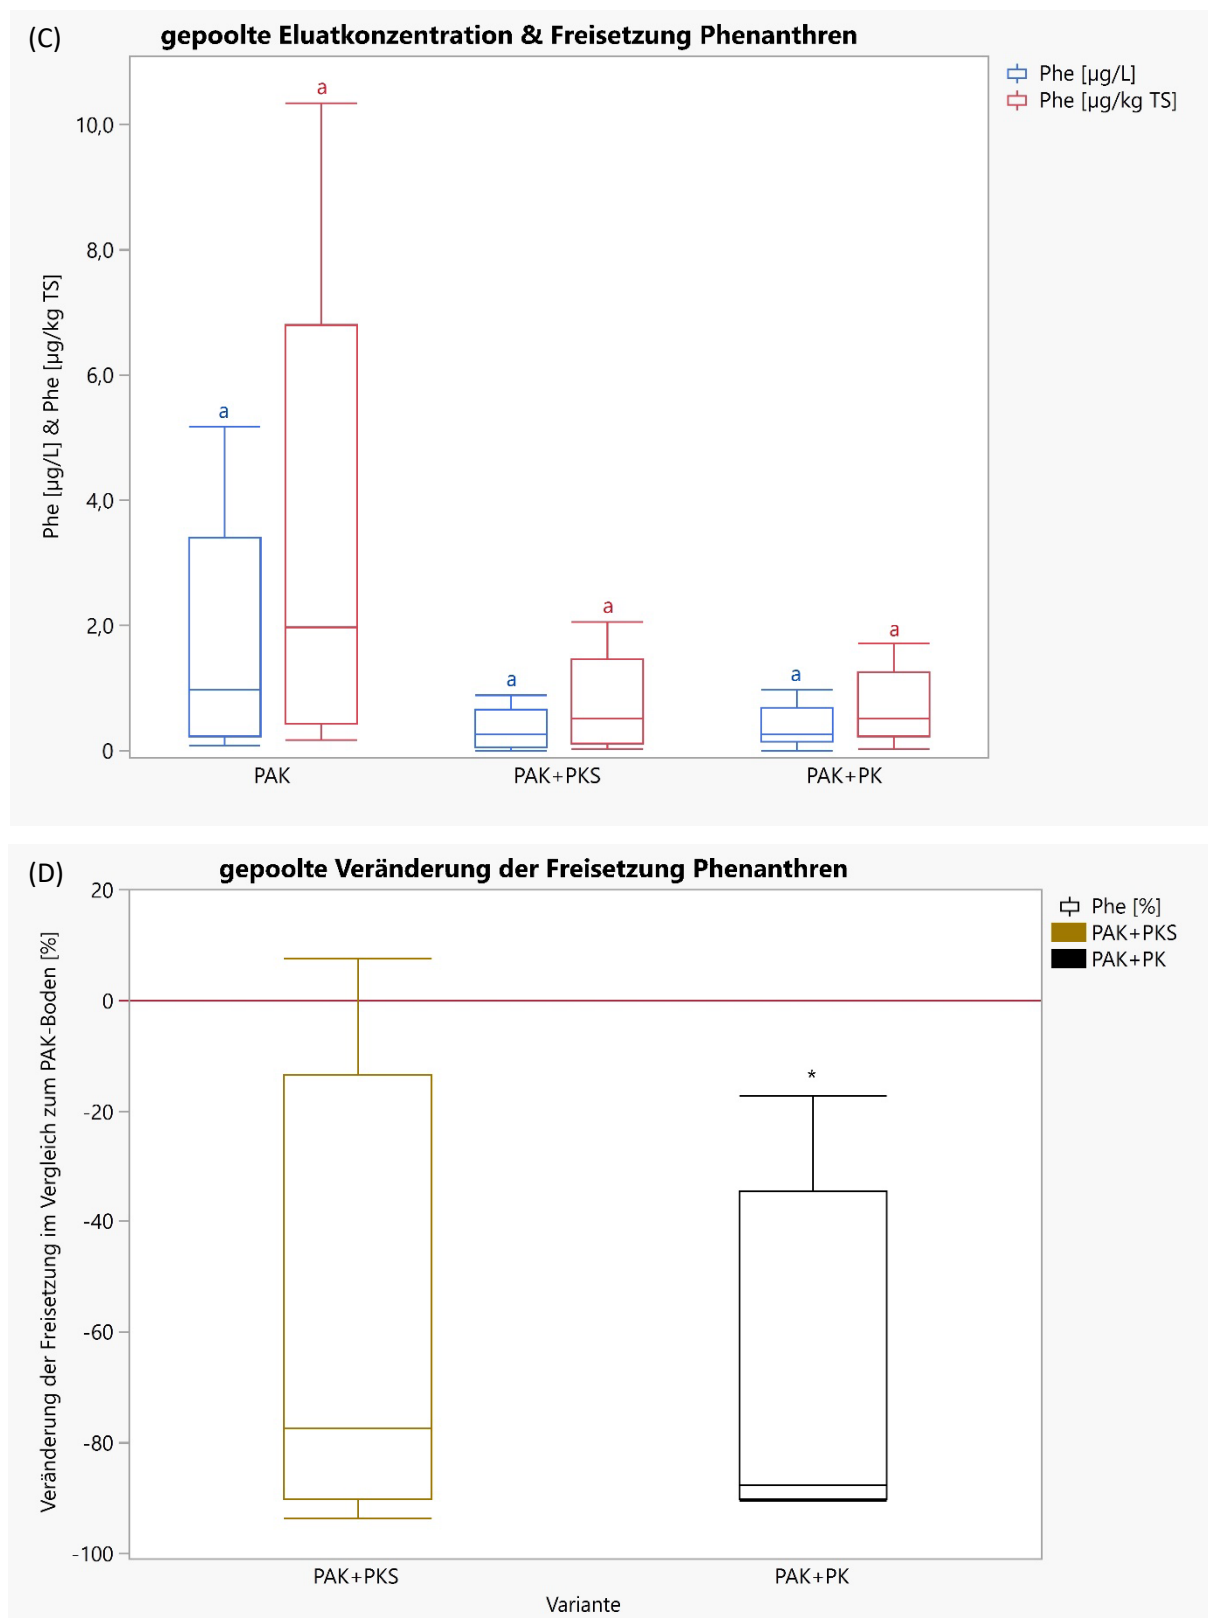 (C)
gepoolte Eluatkonzentration & Freisetzung Phenanthren
Phe [µg/L]
Phe [µg/kg TS]
Phe [µg/L] & Phe [µg/kg TS]
10,0
8,0
6,0
4,0
2,0
0
a
a
a
a
a
a
PAK
PAK+PKS
PAK+PK
(D)
gepoolte Veränderung der Freisetzung Phenanthren
Phe [%]
PAK+PKS
PAK+PK
Veränderung der Freisetzung im Vergleich zum PAK-Boden [%]
20
0
-20
-40
-60
-80
-100
*
PAK+PKS
PAK+PK
Variante